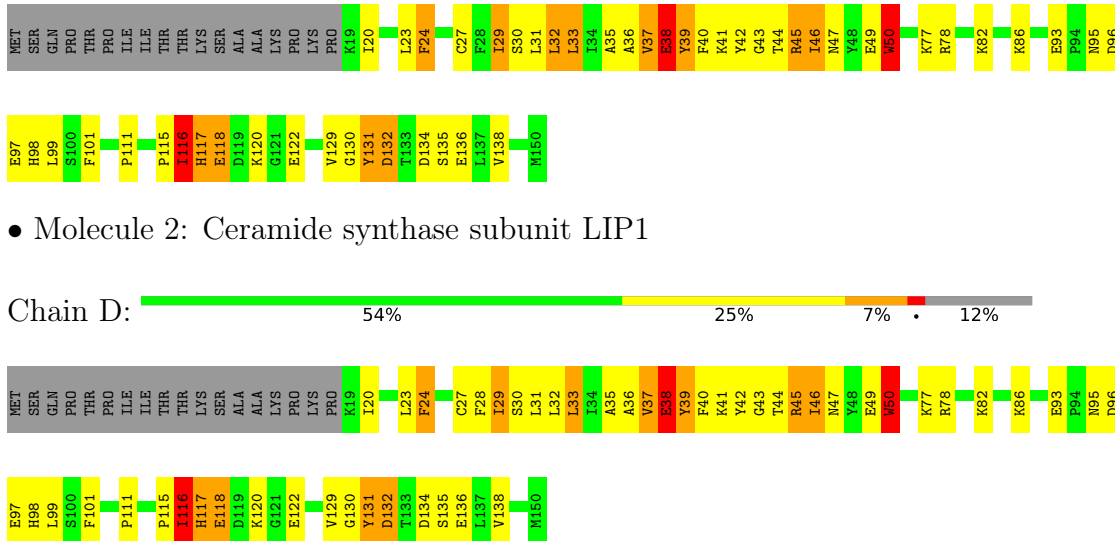 MET SER GLN PRO THR PRO ILE ILE THR THR LYS SER ALA ALA LYS PRO LYS PRO K19 I20 L23 F24 C27 F28 I29 S30 L31 L32 L33 I34 A35 A36 V37 E38 Y39 F40 K41 Y42 G43 T44 R45 I46 N47 Y48 E49 W50 K77 R78 K82 K86 E93 P94 N95 D96
E97 H98 L99 S100 F101 P111 P115 I116 H117 E118 D119 K120 G121 E122 V129 G130 Y131 D132 T133 D134 S135 E136 L137 V138 M150
• Molecule 2: Ceramide synthase subunit LIP1
Chain D:
54% 25% 7% • 12%
MET SER GLN PRO THR PRO ILE ILE THR THR LYS SER ALA ALA LYS PRO LYS PRO K19 I20 L23 F24 C27 F28 I29 S30 L31 L32 L33 I34 A35 A36 V37 E38 Y39 F40 K41 Y42 G43 T44 R45 I46 N47 Y48 E49 W50 K77 R78 K82 K86 E93 P94 N95 D96
E97 H98 L99 S100 F101 P111 P115 I116 H117 E118 D119 K120 G121 E122 V129 G130 Y131 D132 T133 D134 S135 E136 L137 V138 M150